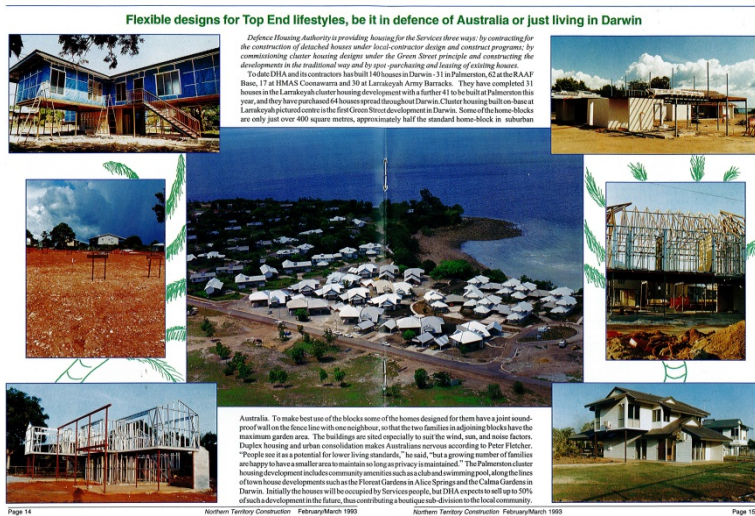 Flexible designs for Top End lifestyles, be it in defence of Australia or just living in Darwin
Defence Housing Authority is providing housing for the Services three ways: by contracting for
the construction of detached houses under local-contractor design and construct programs; by
commissioning cluster housing designs under the Green Street principle and constructing the
developments in the traditional way and by spot-purchasing and leasing of existing houses.
To date DHA and its contractors has built 140 houses in Darwin - 31 in Palmerston, 62 at the RAAF
Base, 17 at HMAS Coonawarra and 30 at Larrakeyah Army Barracks. They have completed 31
houses in the Larrakeyah cluster housing development with a further 41 to be built at Palmerston this
year, and they have purchased 64 houses spread throughout Darwin. Cluster housing built on-base at
Larrakeyah pictured centre is the first Green Street development in Darwin. Some of the home-blocks
are only just over 400 square metres, approximately half the standard home-block in suburban
Australia. To make best use of the blocks some of the homes designed for them have a joint sound-
proof wall on the fence line with one neighbour, so that the two families in adjoining blocks have the
maximum garden area. The buildings are sited especially to suit the wind, sun, and noise factors.
Duplex housing and urban consolidation makes Australians nervous according to Peter Fletcher.
"People see it as a potential for lower living standards," he said, "but a growing number of families
are happy to have a smaller area to maintain so long as privacy is maintained." The Palmerston cluster
housing development includes community amenities such as a club and swimming pool, along the lines
of town house developments such as the Floreat Gardens in Alice Springs and the Calma Gardens in
Darwin. Initially the houses will be occupied by Services people, but DHA expects to sell up to 50%
of such a development in the future, thus contributing a boutique sub-division to the local community.
Page 14 Northern Territory Construction February/March 1993 Northern Territory Construction February/March 1993 Page 15